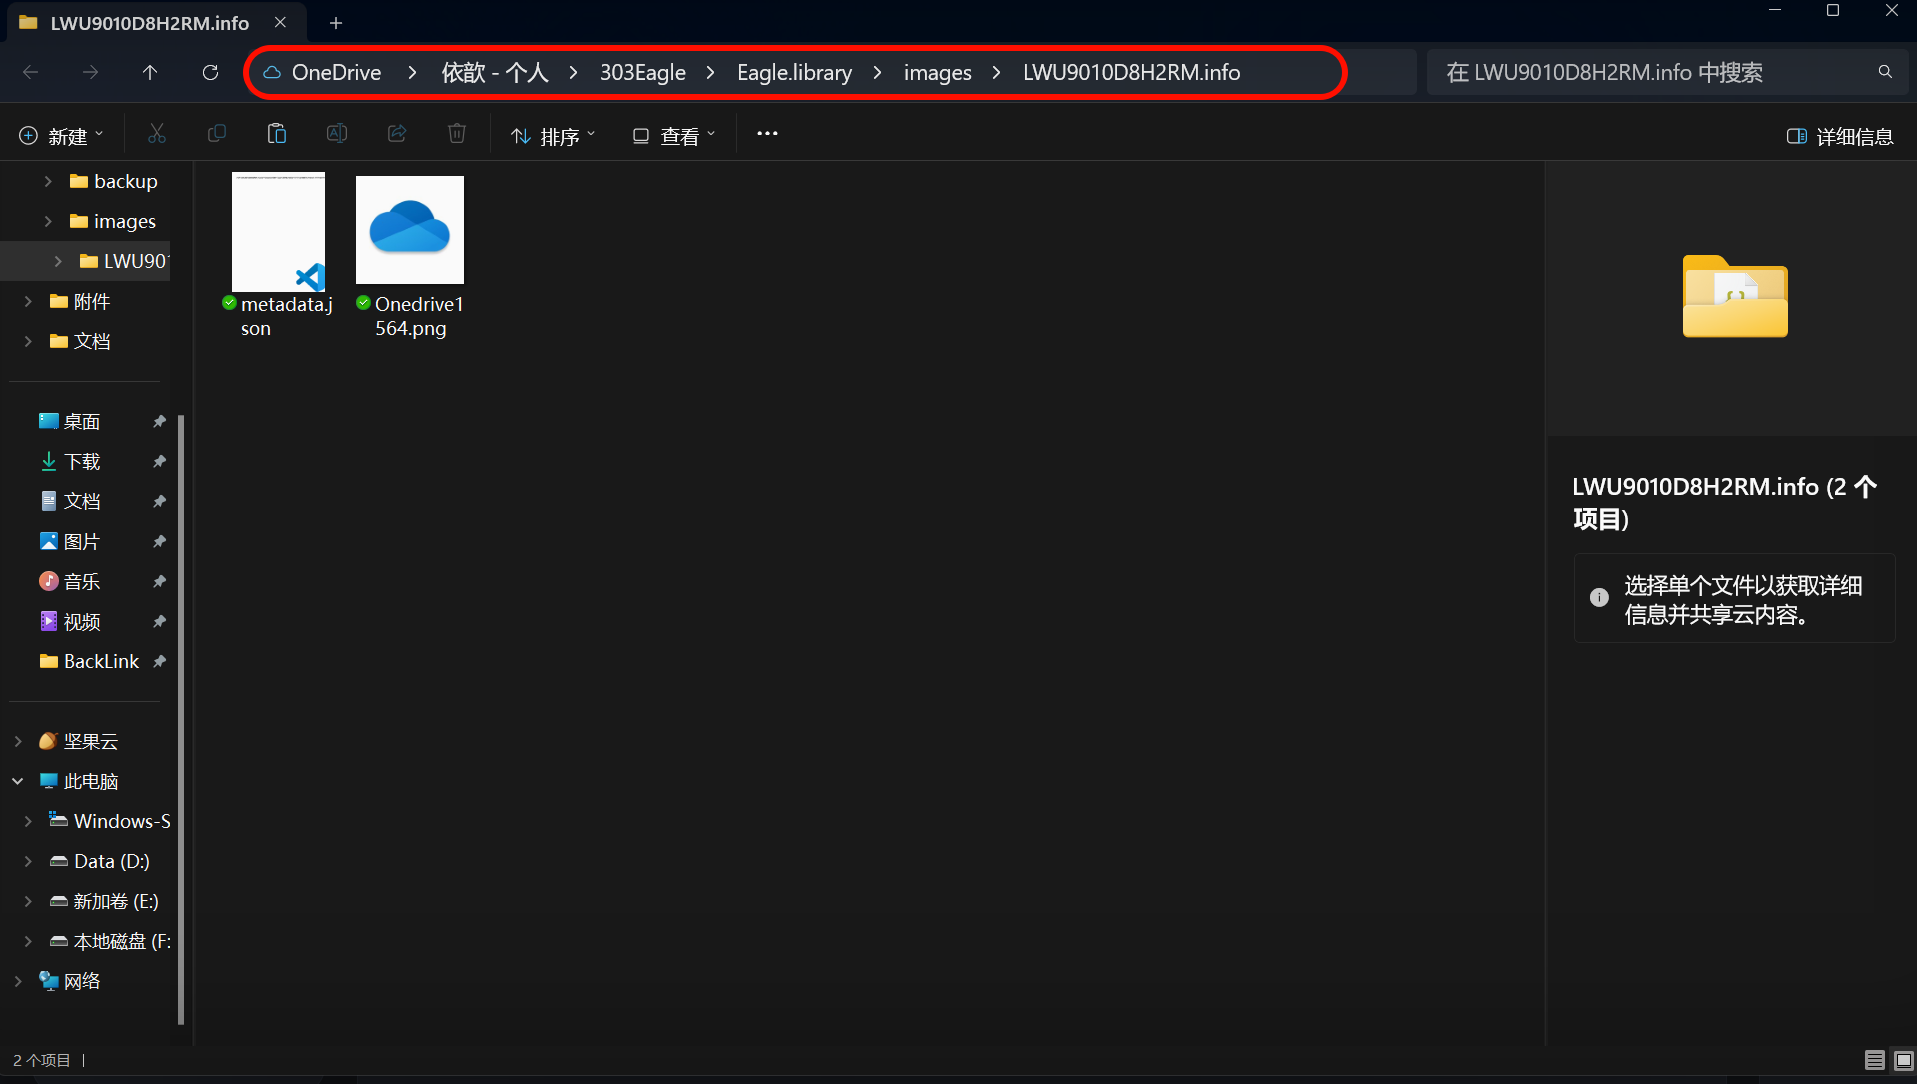 LWU9010D8H2RM.info
OneDrive > 依歆 - 个人 > 303Eagle > Eagle.library > images > LWU9010D8H2RM.info
在 LWU9010D8H2RM.info 中搜索
新建
排序
查看
详细信息
backup
images
LWU901
附件
文档
桌面
下载
文档
图片
音乐
视频
BackLink
坚果云
此电脑
Windows-S
Data (D:)
新加卷 (E:)
本地磁盘 (F:
网络
metadata.j
son
Onedrive1
564.png
LWU9010D8H2RM.info (2 个
项目)
选择单个文件以获取详细
信息并共享云内容。
2 个项目